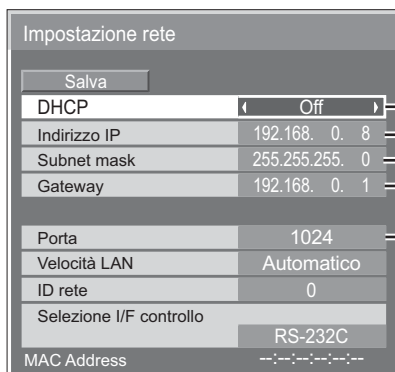 Impostazione rete
Salva
DHCP Off
Indirizzo IP 192.168. 0. 8
Subnet mask 255.255.255. 0
Gateway 192.168. 0. 1
Porta 1024
Velocità LAN Automatico
ID rete 0
Selezione I/F controllo
RS-232C
MAC Address --:--:--:--:--:--